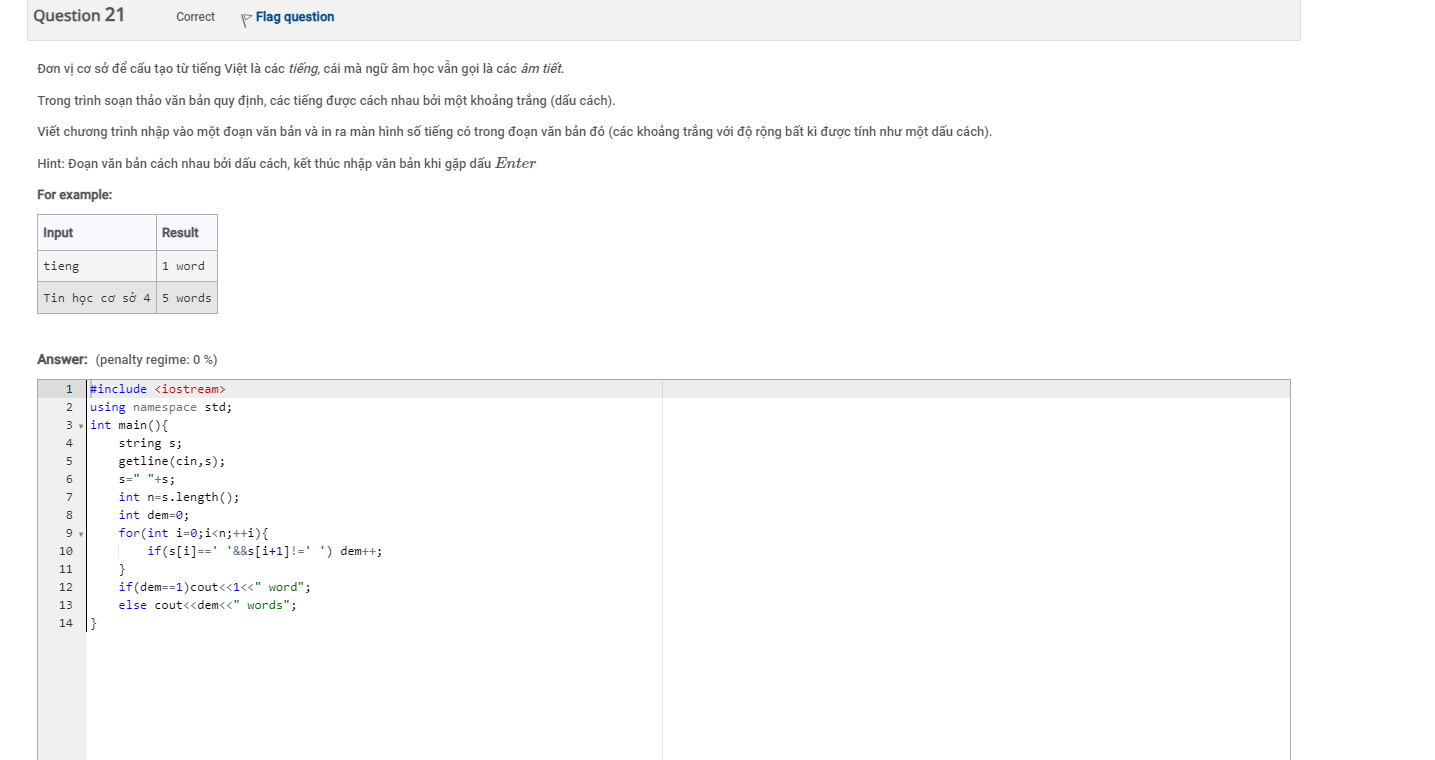 Question 21 Correct Flag question
Đơn vị cơ sở để cấu tạo từ tiếng Việt là các tiếng, cái mà ngữ âm học vẫn gọi là các âm tiết.
Trong trình soạn thảo văn bản quy định, các tiếng được cách nhau bởi một khoảng trắng (dấu cách).
Viết chương trình nhập vào một đoạn văn bản và in ra màn hình số tiếng có trong đoạn văn bản đó (các khoảng trắng với độ rộng bất kì được tính như một dấu cách).
Hint: Đoạn văn bản cách nhau bởi dấu cách, kết thúc nhập văn bản khi gặp dấu Enter
For example:
Input Result
tieng 1 word
Tin học cơ sở 4 5 words
Answer: (penalty regime: 0 %)
1 #include <iostream>
2 using namespace std;
3 int main(){
4 string s;
5 getline(cin,s);
6 s=" "+s;
7 int n=s.length();
8 int dem=0;
9 for(int i=0;i<n;++i){
10 if(s[i]==' '&&s[i+1]!=' ') dem++;
11 }
12 if(dem==1)cout<<1<<" word";
13 else cout<<dem<<" words";
14 }